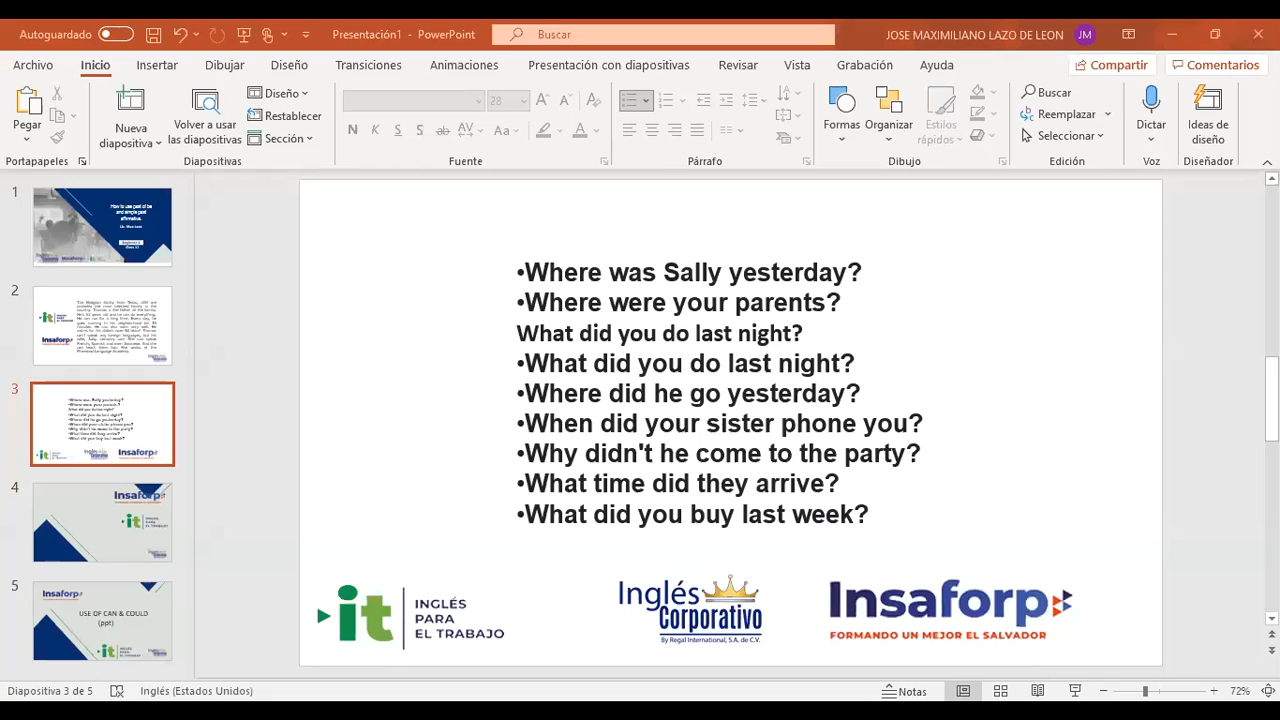 Autoguardado
Presentación1 - PowerPoint
Buscar
JOSE MAXIMILIANO LAZO DE LEON
JM
Archivo
Inicio
Insertar
Dibujar
Diseño
Transiciones
Animaciones
Presentación con diapositivas
Revisar
Vista
Grabación
Ayuda
Compartir
Comentarios
Pegar
Nueva
diapositiva
Volver a usar
las diapositivas
Diseño
Restablecer
Sección
28
Formas
Organizar
Estilos
rápidos
Buscar
Reemplazar
Seleccionar
Dictar
Ideas de
diseño
Portapapeles
Diapositivas
Fuente
Párrafo
Dibujo
Edición
Voz
Diseñador
1
2
3
4
5
USE OF CAN & COULD
(ppt)
•Where was Sally yesterday?
•Where were your parents?
What did you do last night?
•What did you do last night?
•Where did he go yesterday?
•When did your sister phone you?
•Why didn't he come to the party?
•What time did they arrive?
•What did you buy last week?
it
INGLÉS
PARA
EL TRABAJO
Inglés
Corporativo
By Regal International, S.A. de C.V.
Insaforp
FORMANDO UN MEJOR EL SALVADOR
Diapositiva 3 de 5
Inglés (Estados Unidos)
Notas
72%